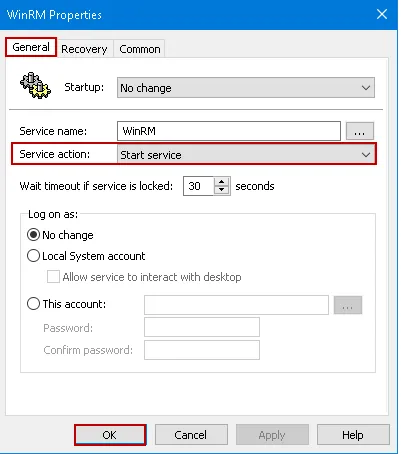 WinRM Properties
General Recovery Common
Startup: No change
Service name: WinRM ...
Service action: Start service
Wait timeout if service is locked: 30 seconds
Log on as:
No change
Local System account
Allow service to interact with desktop
This account: ...
Password:
Confirm password:
OK Cancel Apply Help